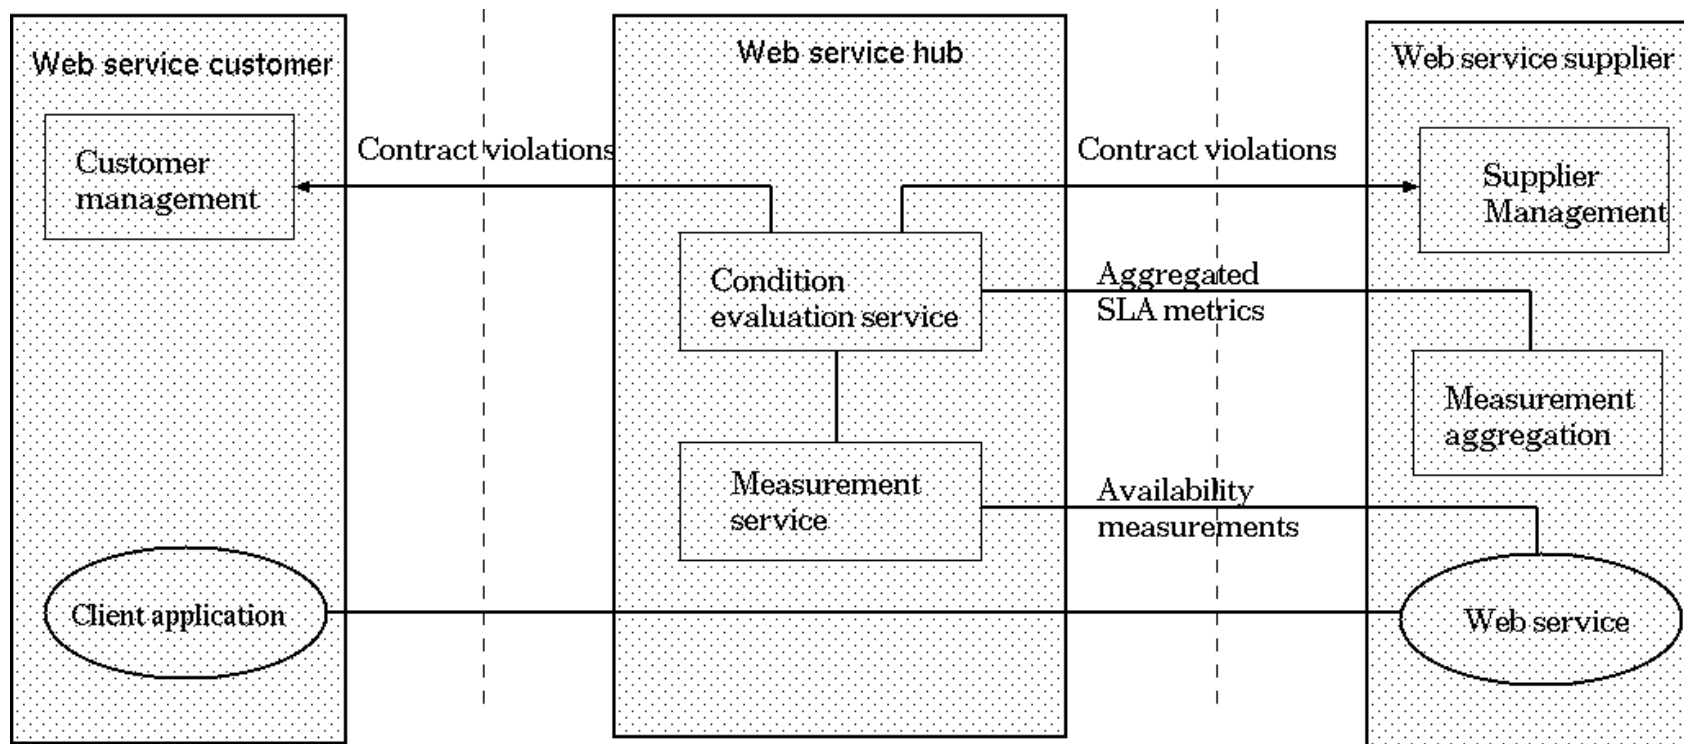 Web service customer
Web service hub
Web service supplier
Customer
management
Contract violations
Contract violations
Supplier
Management
Condition
evaluation service
Aggregated
SLA metrics
Measurement
aggregation
Measurement
service
Availability
measurements
Client application
Web service